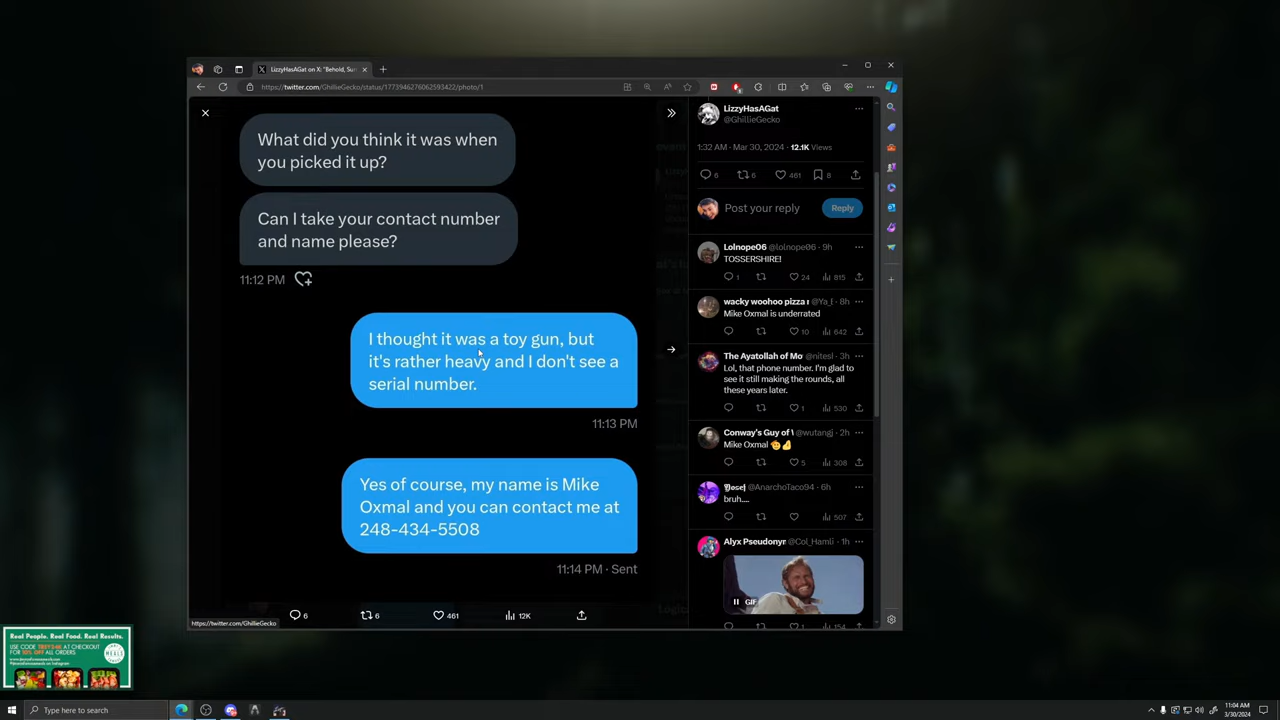 LizzyHasAGat on X: "Behold, Su
https://twitter.com/GhillieGecko/status/1773946276062593422/photo/1
What did you think it was when
you picked it up?
Can I take your contact number
and name please?
11:12 PM
I thought it was a toy gun, but
it's rather heavy and I don't see a
serial number.
11:13 PM
Yes of course, my name is Mike
Oxmal and you can contact me at
248-434-5508
11:14 PM · Sent
6
6
461
12K
https://twitter.com/GhillieGecko
LizzyHasAGat
@GhillieGecko
1:32 AM · Mar 30, 2024 · 12.1K Views
6
6
461
8
Post your reply
Reply
Lolnope06 @lolnope06 · 9h
TOSSERSHIRE!
1
24
815
wacky woohoo pizza r @Ya_ · 8h
Mike Oxmal is underrated
10
642
The Ayatollah of Mo @nitesl · 3h
Lol, that phone number. I'm glad to
see it still making the rounds, all
these years later.
1
530
Conway's Guy of @wutangj · 2h
Mike Oxmal
5
308
@AnarchoTaco94 · 6h
bruh....
507
Alyx Pseudonyr @Col_Hamli · 1h
GIF
1
154
Real People. Real Food. Real Results.
AT CHECKOUT
ALL ORDERS
MEALS
Type here to search
11:04 AM
3/30/2024